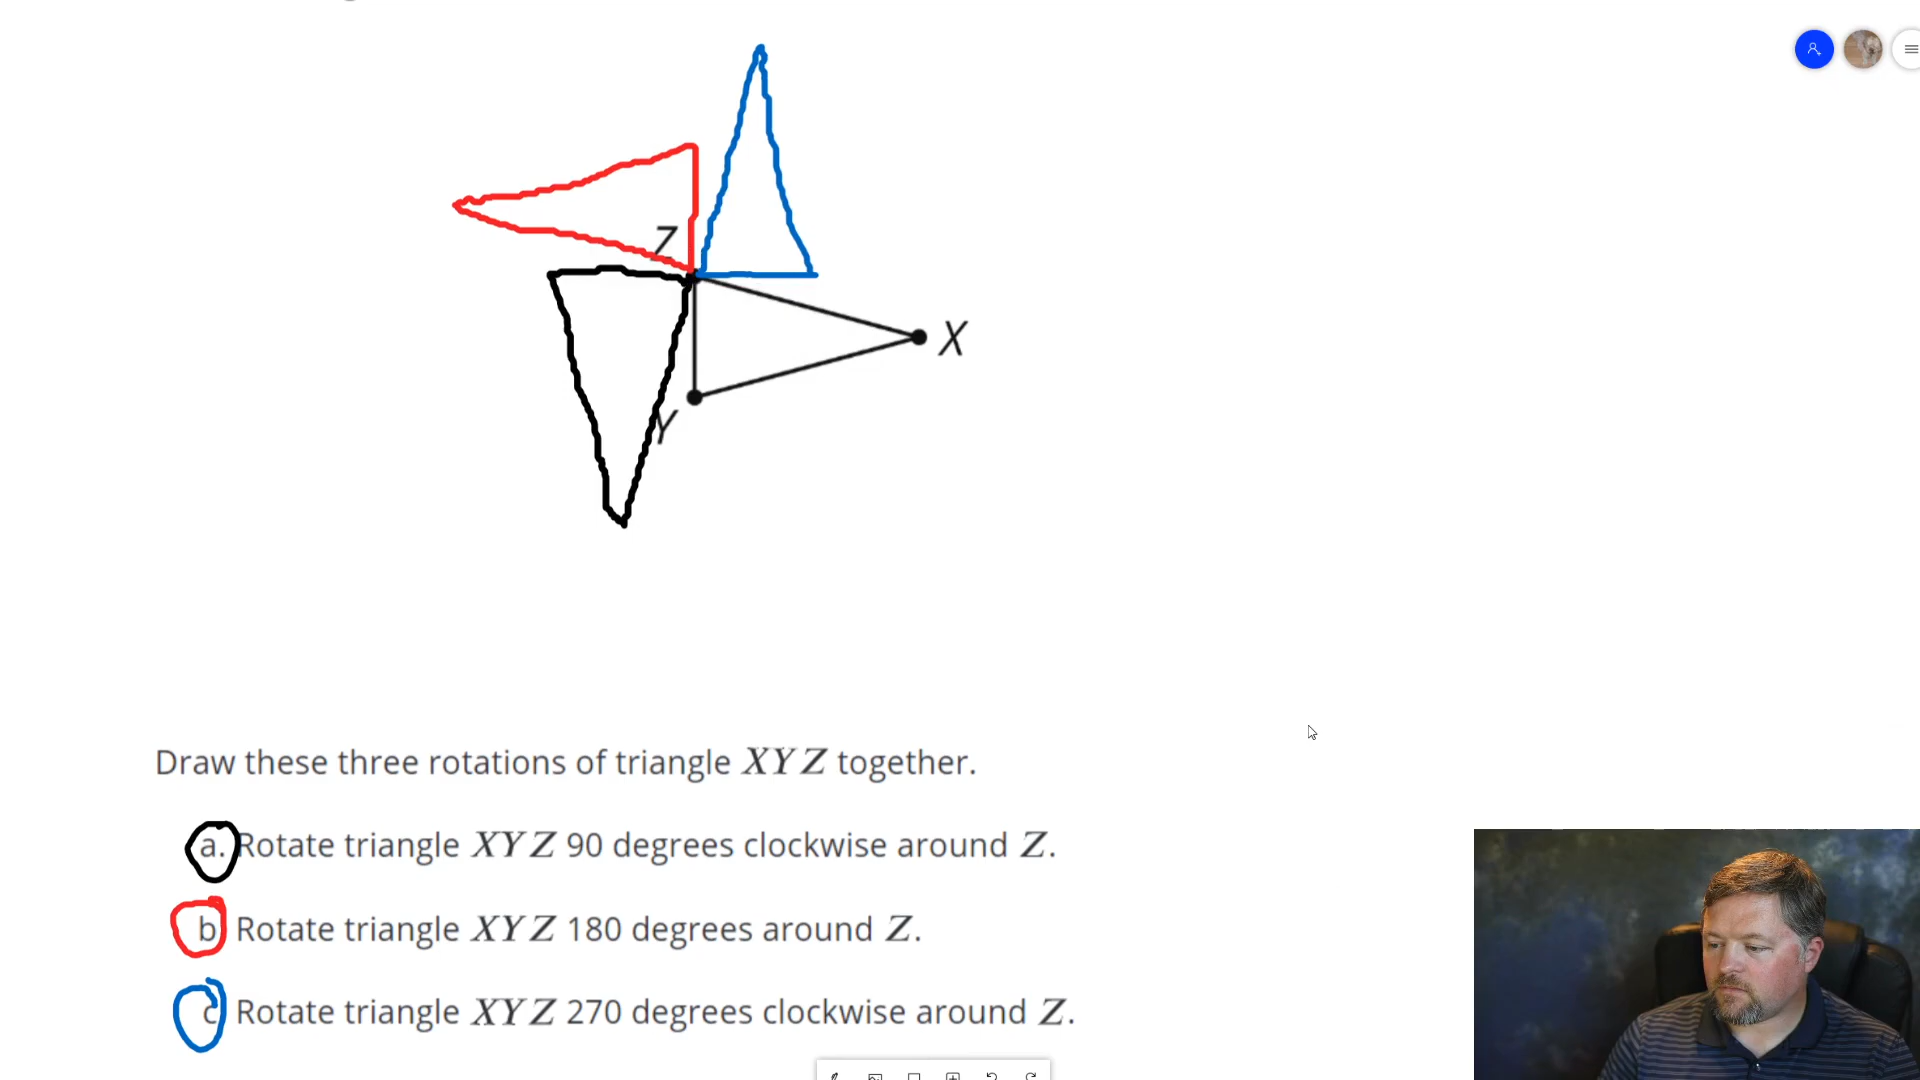 Z
X
Y
Draw these three rotations of triangle XYZ together.
a. Rotate triangle XYZ 90 degrees clockwise around Z.
b Rotate triangle XYZ 180 degrees around Z.
c Rotate triangle XYZ 270 degrees clockwise around Z.